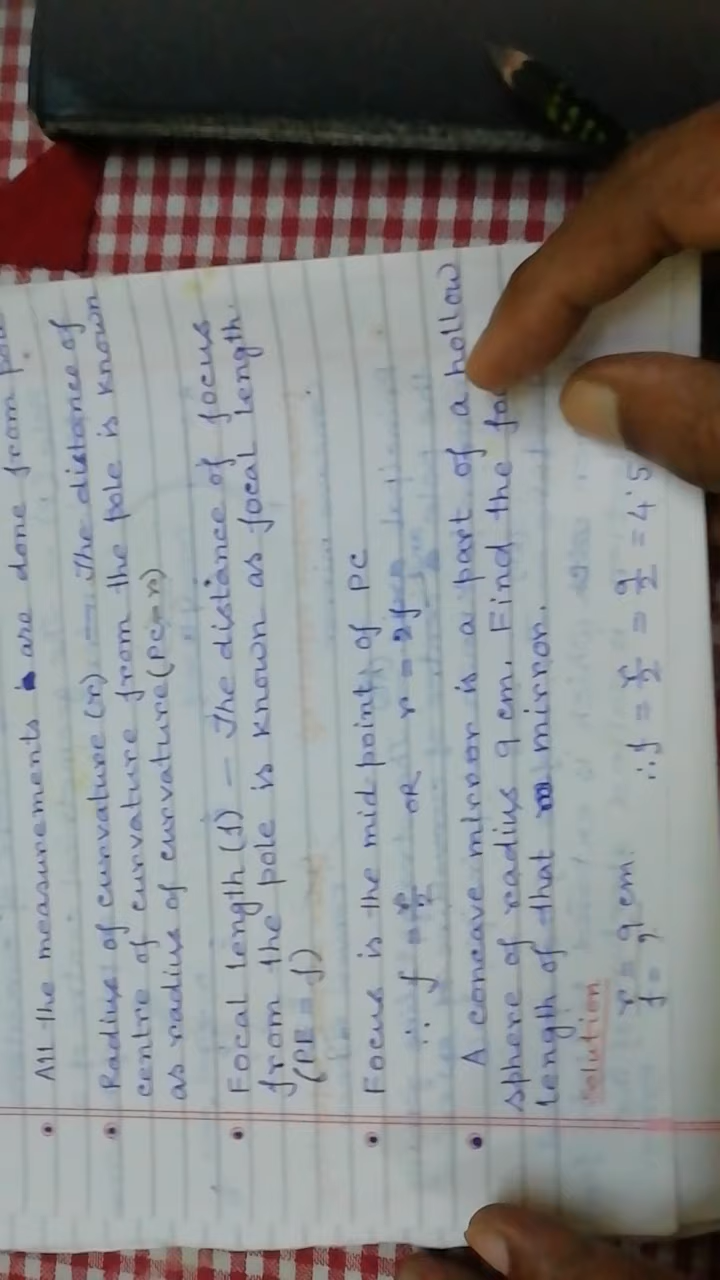 • All the measurements are done from
• Radius of curvature (r) - The distance of
centre of curvature from the pole is known
as radius of curvature (PC = r)
• Focal length (f) - The distance of focus
from the pole is known as focal length.
(PF = f)
• Focus is the mid point of PC
∴ f = r/2 OR r = 2f
• A concave mirror is a part of a hollow
sphere of radius 9 cm. Find the
length of that mirror.
Solution
r = 9 cm.
f = ? ∴ f = r/2 = 9/2 = 4.5